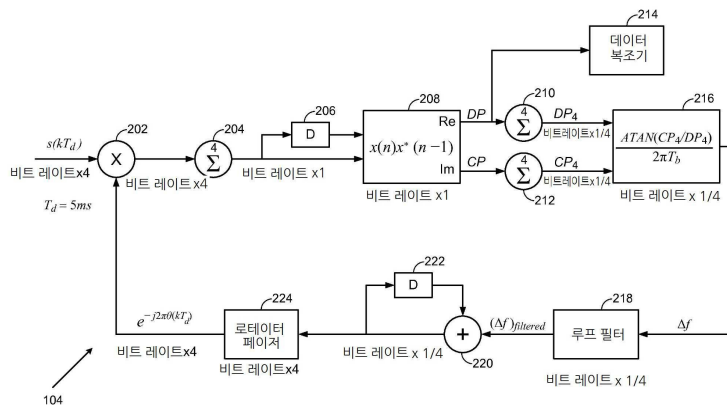 214
데이터
복조기
s(kT_d)
비트 레이트x4
202
X
비트 레이트x4
204
4
Σ
비트 레이트 x1
206
D
208
x(n)x* (n −1)
Re
Im
비트 레이트 x1
DP
CP
210
4
Σ
4
Σ
212
DP_4
비트레이트x1/4
CP_4
비트레이트x1/4
216
ATAN(CP_4/DP_4)
2πT_b
비트 레이트 x 1/4
T_d = 5ms
222
D
224
로테이터
페이저
비트 레이트x4
e^{−j2πθ(kT_d)}
비트 레이트x4
비트 레이트 x 1/4
+
220
(Δf)_{filtered}
218
루프 필터
비트 레이트 x 1/4
Δf
104